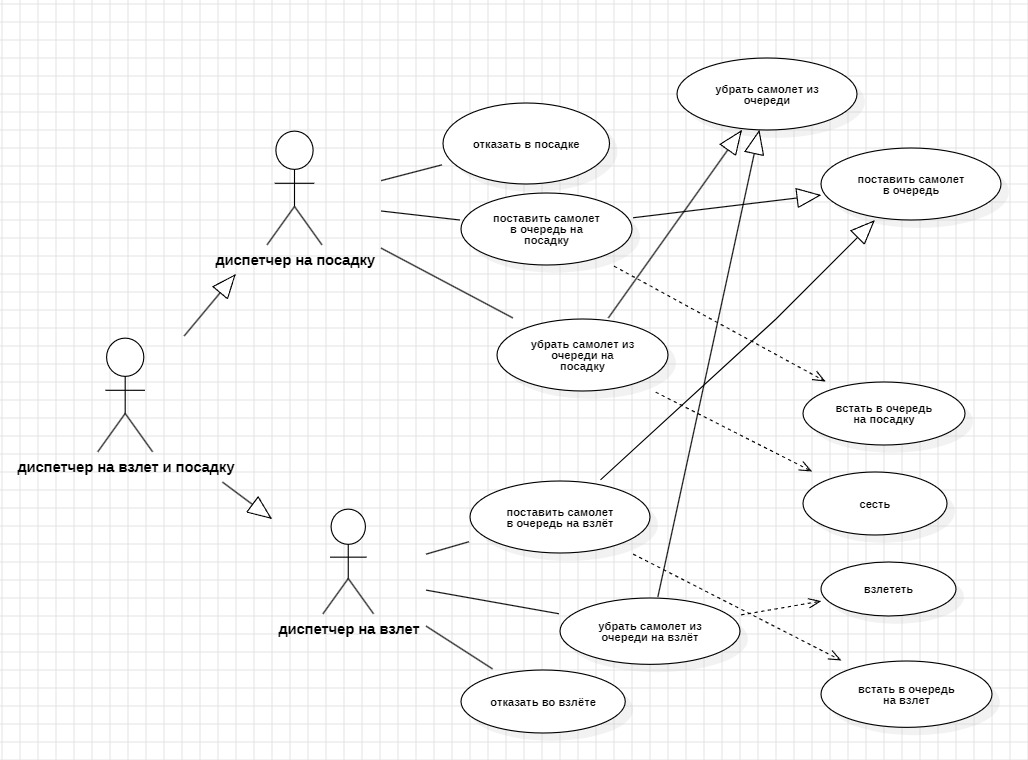 убрать самолет из
очереди
отказать в посадке
поставить самолет
в очередь
поставить самолет
в очередь на
посадку
диспетчер на посадку
убрать самолет из
очереди на
посадку
встать в очередь
на посадку
диспетчер на взлет и посадку
сесть
поставить самолет
в очередь на взлёт
взлететь
диспетчер на взлет
убрать самолет из
очереди на взлёт
встать в очередь
на взлет
отказать во взлёте